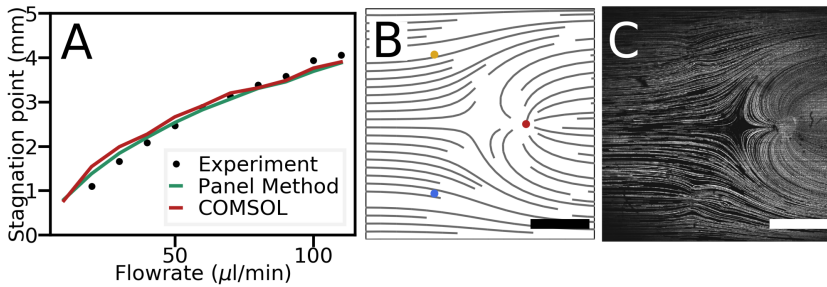 A
B
C
Stagnation point (mm)
5
4
3
2
1
0
Experiment
Panel Method
COMSOL
50
100
Flowrate (μl/min)